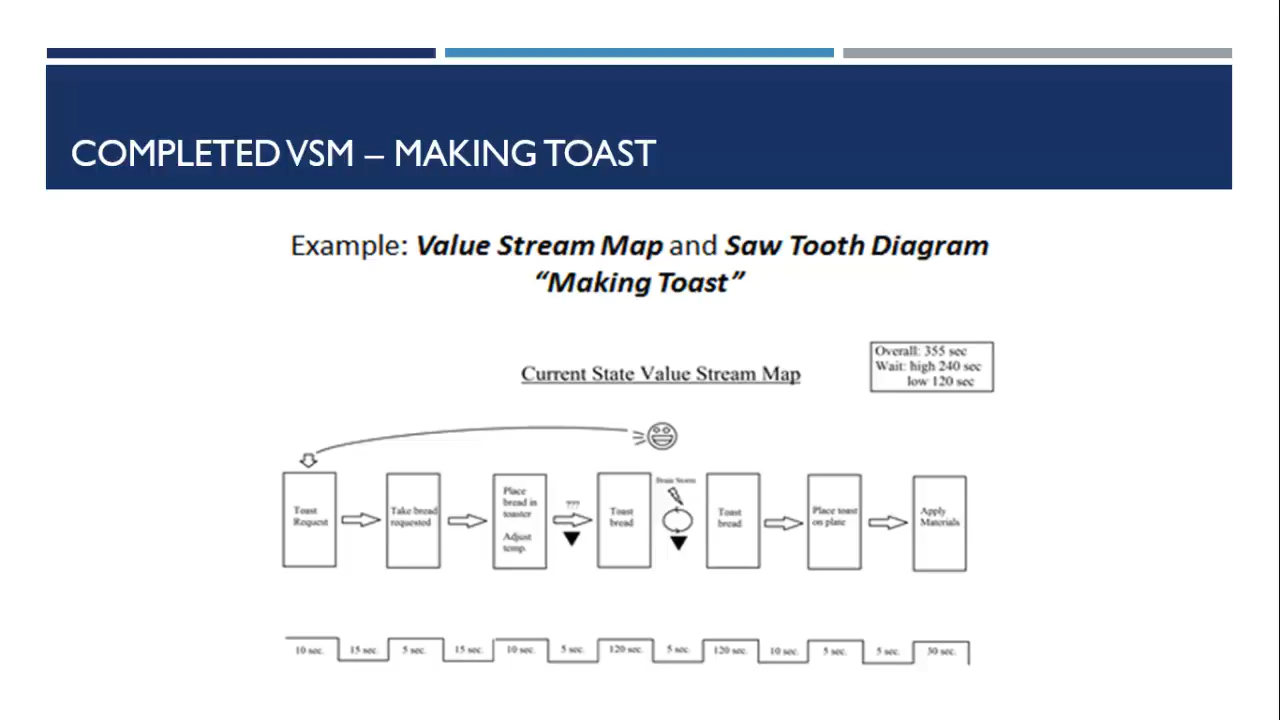 COMPLETED VSM – MAKING TOAST
Example: Value Stream Map and Saw Tooth Diagram
“Making Toast”
Overall: 355 sec
Wait: high 240 sec
low 120 sec
Current State Value Stream Map
Toast
Request
Take bread
requested
Place
bread in
toaster
Adjust
temp.
???
Toast
bread
Brain Storm
Toast
bread
Place toast
on plate
Apply
Materials
10 sec.
15 sec.
5 sec.
15 sec.
10 sec.
5 sec.
120 sec.
5 sec.
120 sec.
10 sec.
5 sec.
5 sec.
30 sec.